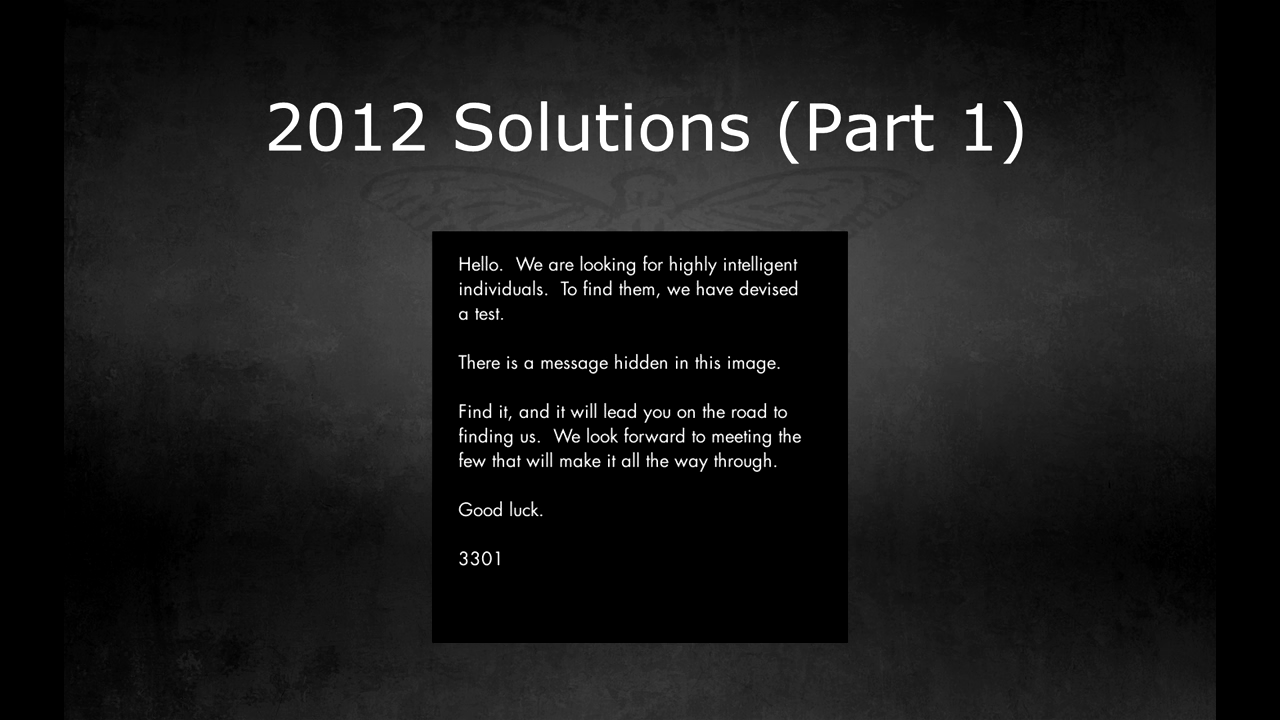 2012 Solutions (Part 1)
Hello.  We are looking for highly intelligent
individuals.  To find them, we have devised
a test.
There is a message hidden in this image.
Find it, and it will lead you on the road to
finding us.  We look forward to meeting the
few that will make it all the way through.
Good luck.
3301